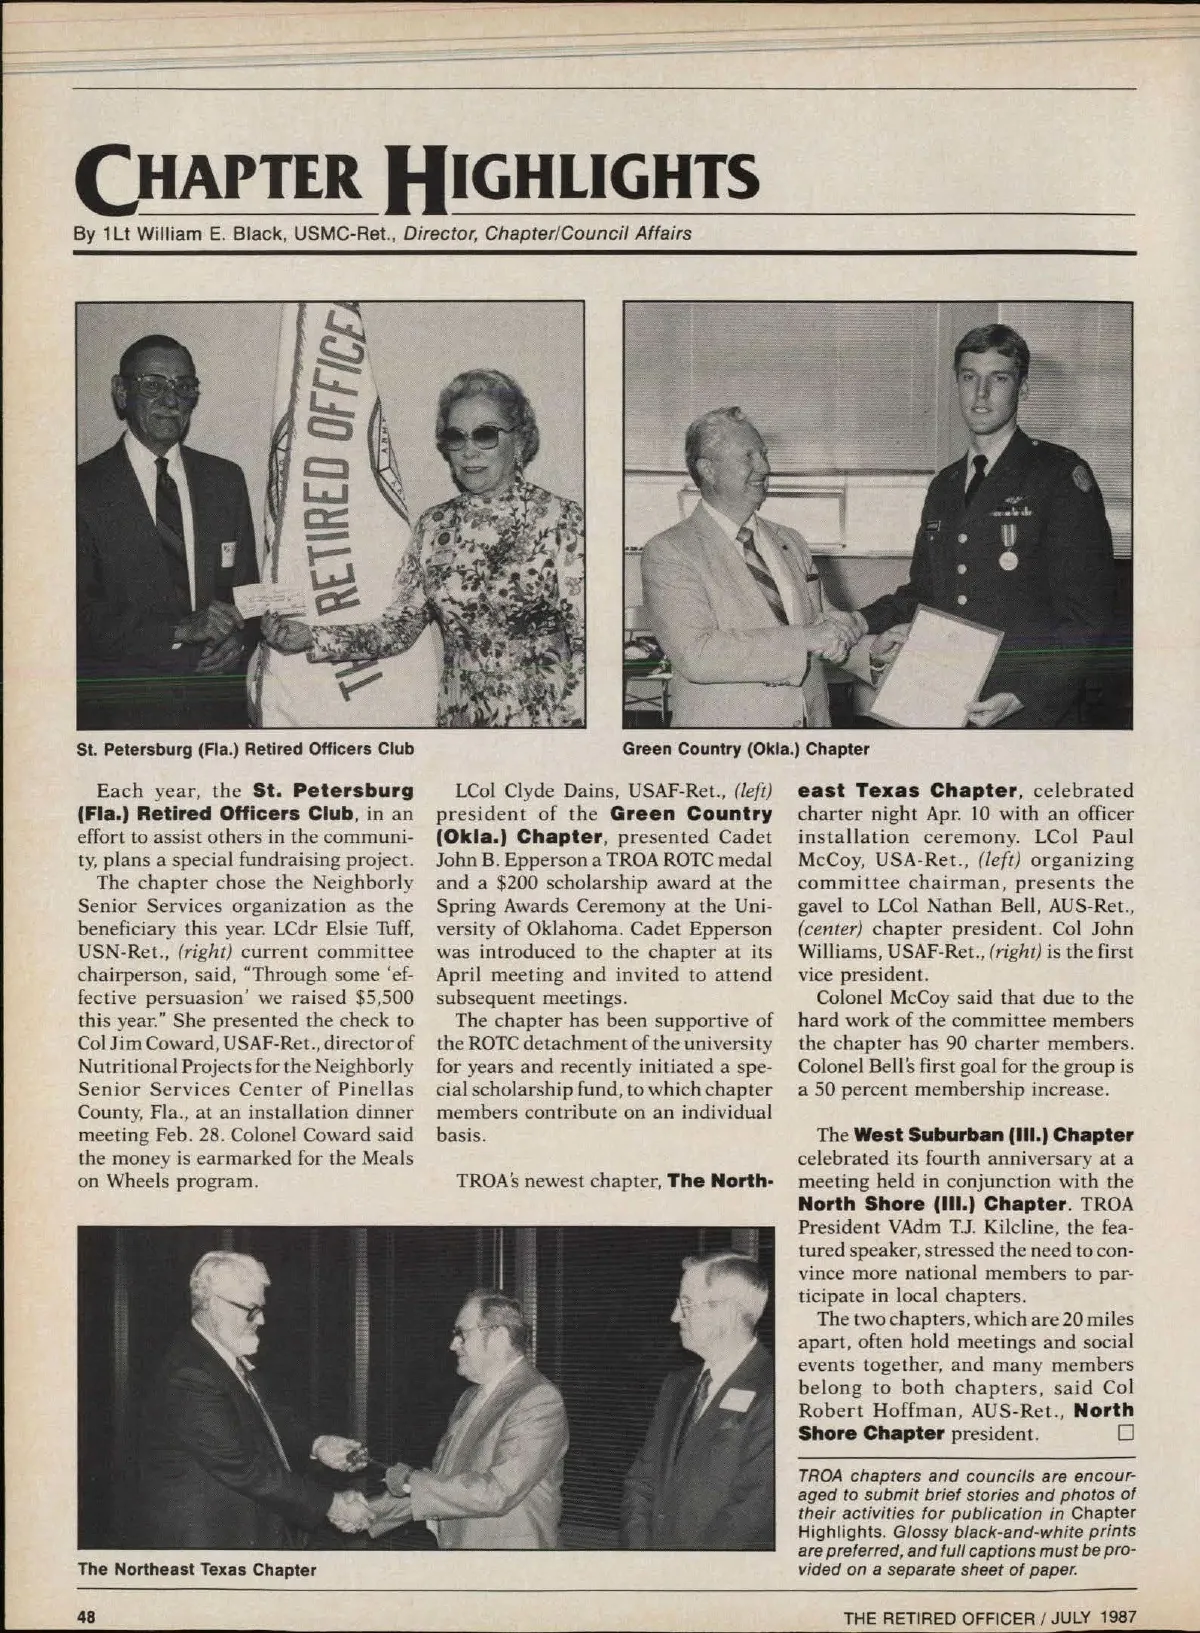 CHAPTER HIGHLIGHTS
By 1Lt William E. Black, USMC-Ret., Director, Chapter/Council Affairs
THE RETIRED OFFICE
ARMY
St. Petersburg (Fla.) Retired Officers Club
Green Country (Okla.) Chapter
Each year, the St. Petersburg
(Fla.) Retired Officers Club, in an
effort to assist others in the communi-
ty, plans a special fundraising project.
The chapter chose the Neighborly
Senior Services organization as the
beneficiary this year. LCdr Elsie Tuff,
USN-Ret., (right) current committee
chairperson, said, “Through some ‘ef-
fective persuasion’ we raised $5,500
this year.” She presented the check to
Col Jim Coward, USAF-Ret., director of
Nutritional Projects for the Neighborly
Senior Services Center of Pinellas
County, Fla., at an installation dinner
meeting Feb. 28. Colonel Coward said
the money is earmarked for the Meals
on Wheels program.
LCol Clyde Dains, USAF-Ret., (left)
president of the Green Country
(Okla.) Chapter, presented Cadet
John B. Epperson a TROA ROTC medal
and a $200 scholarship award at the
Spring Awards Ceremony at the Uni-
versity of Oklahoma. Cadet Epperson
was introduced to the chapter at its
April meeting and invited to attend
subsequent meetings.
The chapter has been supportive of
the ROTC detachment of the university
for years and recently initiated a spe-
cial scholarship fund, to which chapter
members contribute on an individual
basis.
TROA's newest chapter, The North-
east Texas Chapter, celebrated
charter night Apr. 10 with an officer
installation ceremony. LCol Paul
McCoy, USA-Ret., (left) organizing
committee chairman, presents the
gavel to LCol Nathan Bell, AUS-Ret.,
(center) chapter president. Col John
Williams, USAF-Ret., (right) is the first
vice president.
Colonel McCoy said that due to the
hard work of the committee members
the chapter has 90 charter members.
Colonel Bell's first goal for the group is
a 50 percent membership increase.
The West Suburban (Ill.) Chapter
celebrated its fourth anniversary at a
meeting held in conjunction with the
North Shore (Ill.) Chapter. TROA
President VAdm T.J. Kilcline, the fea-
tured speaker, stressed the need to con-
vince more national members to par-
ticipate in local chapters.
The two chapters, which are 20 miles
apart, often hold meetings and social
events together, and many members
belong to both chapters, said Col
Robert Hoffman, AUS-Ret., North
Shore Chapter president. □
TROA chapters and councils are encour-
aged to submit brief stories and photos of
their activities for publication in Chapter
Highlights. Glossy black-and-white prints
are preferred, and full captions must be pro-
vided on a separate sheet of paper.
The Northeast Texas Chapter
48
THE RETIRED OFFICER / JULY 1987